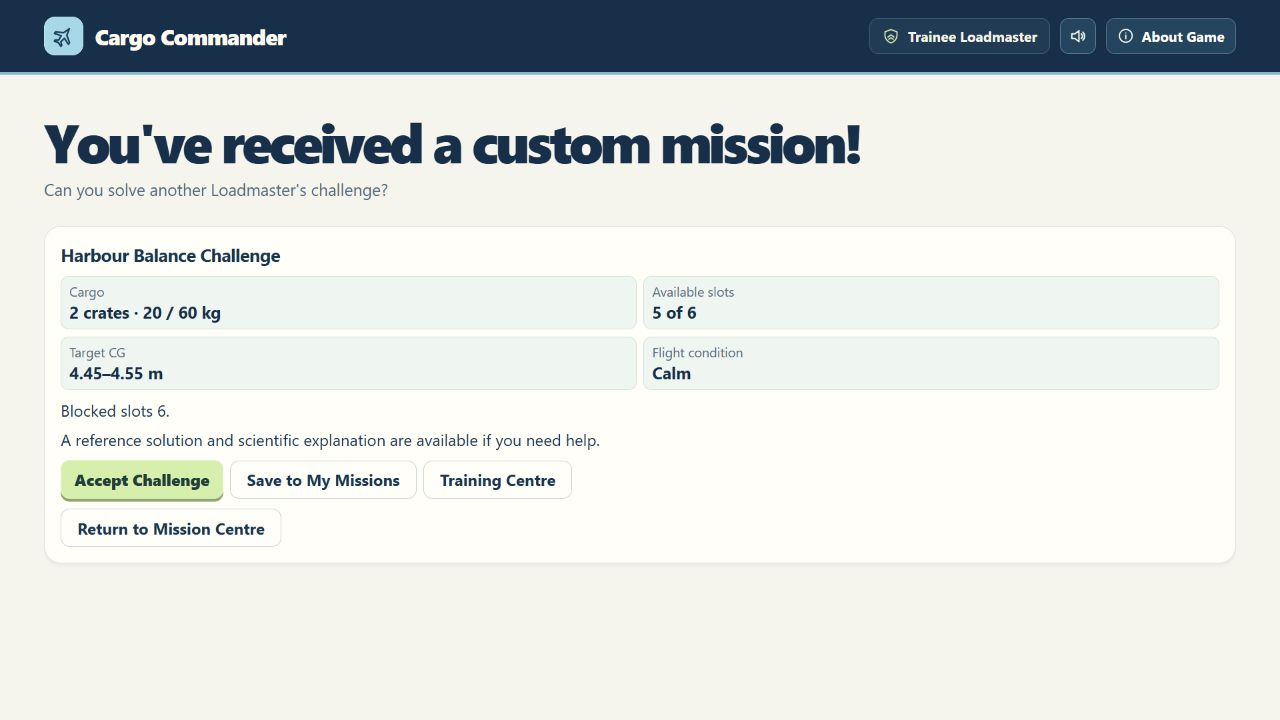 Cargo Commander
Trainee Loadmaster
About Game
You've received a custom mission!
Can you solve another Loadmaster's challenge?
Harbour Balance Challenge
Cargo
2 crates · 20 / 60 kg
Available slots
5 of 6
Target CG
4.45–4.55 m
Flight condition
Calm
Blocked slots 6.
A reference solution and scientific explanation are available if you need help.
Accept Challenge
Save to My Missions
Training Centre
Return to Mission Centre